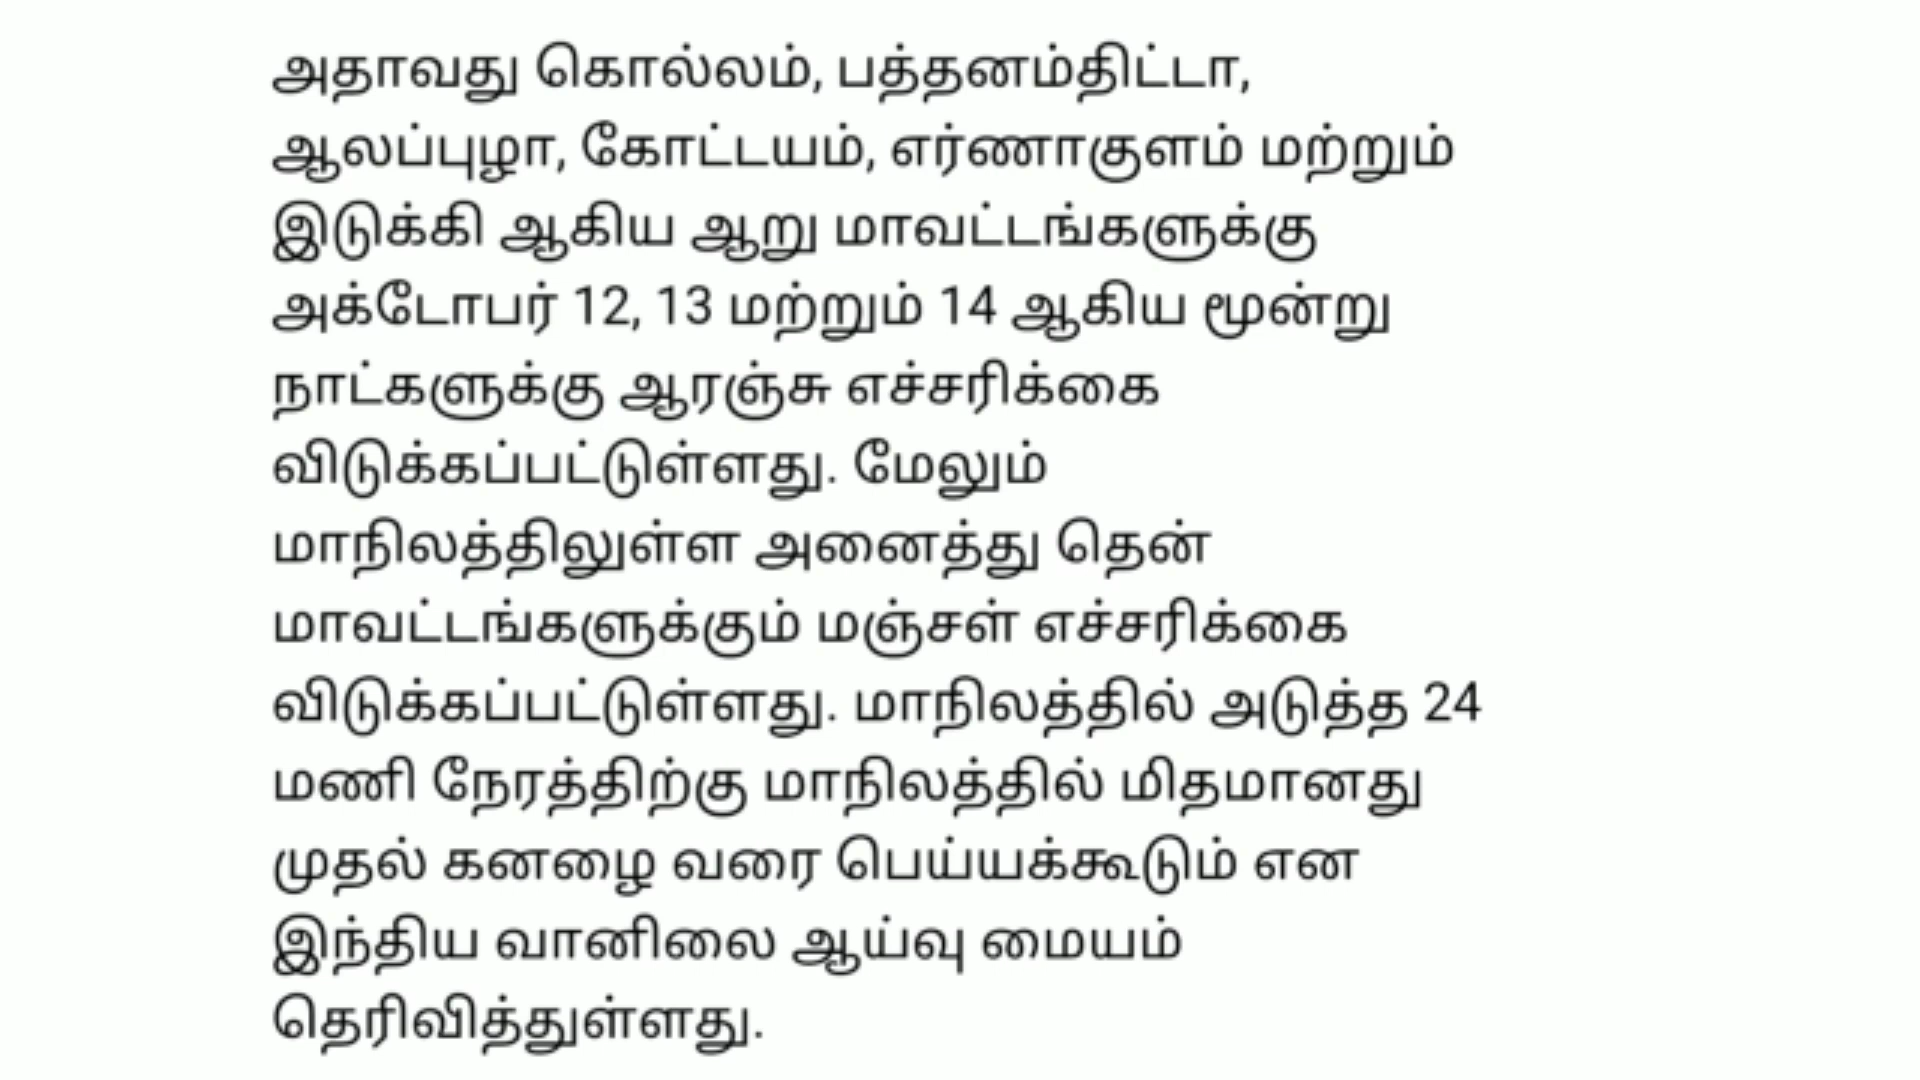 அதாவது கொல்லம், பத்தனம்திட்டா,
ஆலப்புழா, கோட்டயம், எர்ணாகுளம் மற்றும்
இடுக்கி ஆகிய ஆறு மாவட்டங்களுக்கு
அக்டோபர் 12, 13 மற்றும் 14 ஆகிய மூன்று
நாட்களுக்கு ஆரஞ்சு எச்சரிக்கை
விடுக்கப்பட்டுள்ளது. மேலும்
மாநிலத்திலுள்ள அனைத்து தென்
மாவட்டங்களுக்கும் மஞ்சள் எச்சரிக்கை
விடுக்கப்பட்டுள்ளது. மாநிலத்தில் அடுத்த 24
மணி நேரத்திற்கு மாநிலத்தில் மிதமானது
முதல் கனழை வரை பெய்யக்கூடும் என
இந்திய வானிலை ஆய்வு மையம்
தெரிவித்துள்ளது.